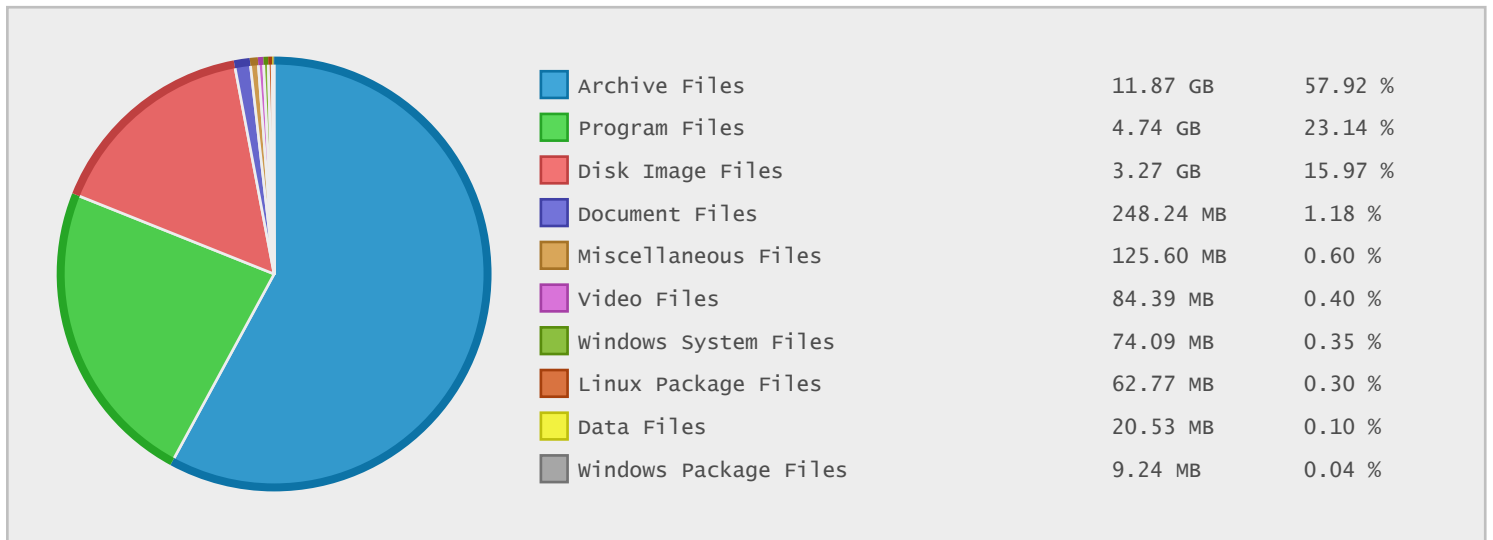 Archive Files 11.87 GB 57.92 %
Program Files 4.74 GB 23.14 %
Disk Image Files 3.27 GB 15.97 %
Document Files 248.24 MB 1.18 %
Miscellaneous Files 125.60 MB 0.60 %
Video Files 84.39 MB 0.40 %
Windows System Files 74.09 MB 0.35 %
Linux Package Files 62.77 MB 0.30 %
Data Files 20.53 MB 0.10 %
Windows Package Files 9.24 MB 0.04 %